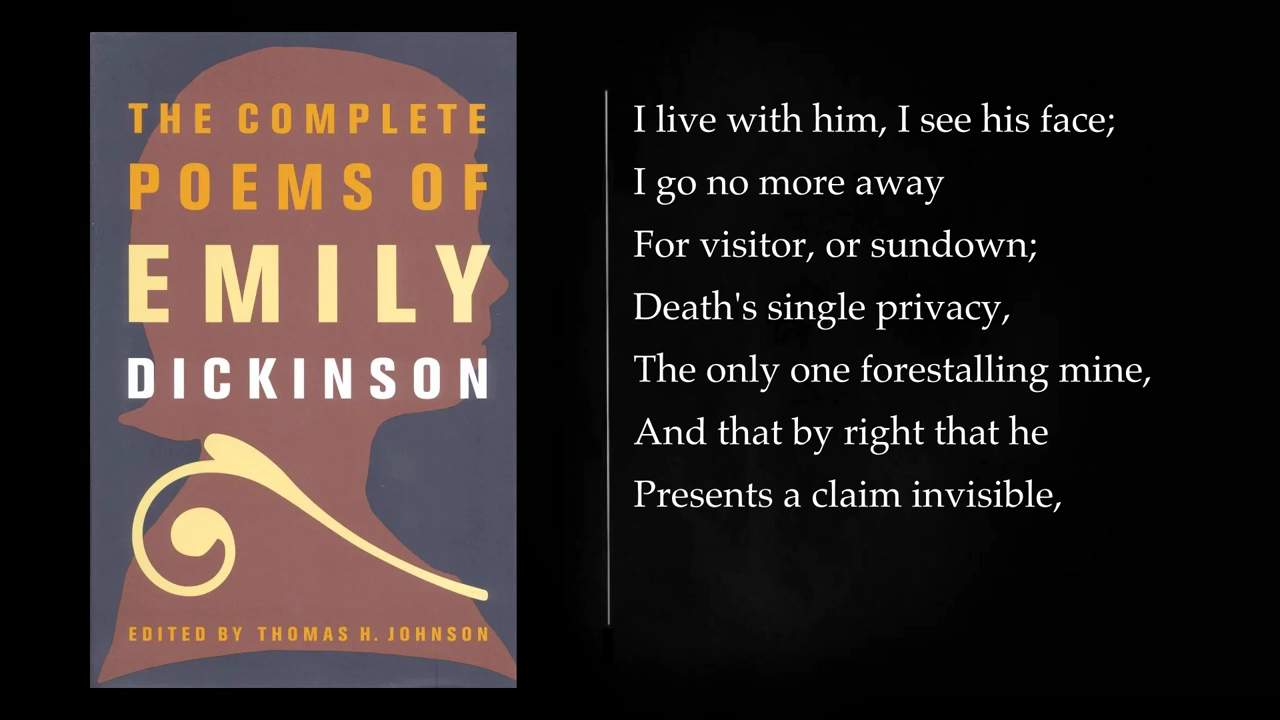 THE COMPLETE
POEMS OF
EMILY
DICKINSON
EDITED BY THOMAS H. JOHNSON
I live with him, I see his face;
I go no more away
For visitor, or sundown;
Death's single privacy,
The only one forestalling mine,
And that by right that he
Presents a claim invisible,